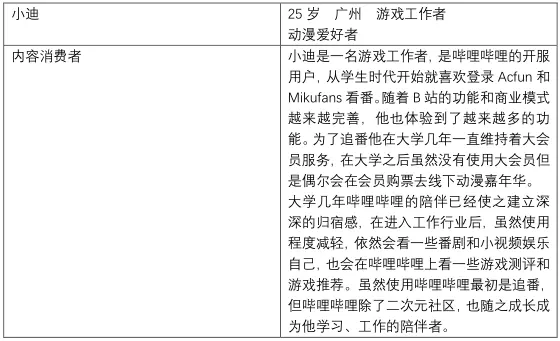 小迪
25 岁 广州 游戏工作者
动漫爱好者
内容消费者
小迪是一名游戏工作者，是哔哩哔哩的开服
用户，从学生时代开始就喜欢登录 Acfun 和
Mikufans 看番。随着 B 站的功能和商业模式
越来越完善，他也体验到了越来越多的功
能。为了追番他在大学几年一直维持着大会
员服务，在大学之后虽然没有使用大会员但
是偶尔会在会员购票去线下动漫嘉年华。
大学几年哔哩哔哩的陪伴已经使之建立深
深的归宿感，在进入工作行业后，虽然使用
程度减轻，依然会看一些番剧和小视频娱乐
自己，也会在哔哩哔哩上看一些游戏测评和
游戏推荐。虽然使用哔哩哔哩最初是追番，
但哔哩哔哩除了二次元社区，也随之成长成
为他学习、工作的陪伴者。